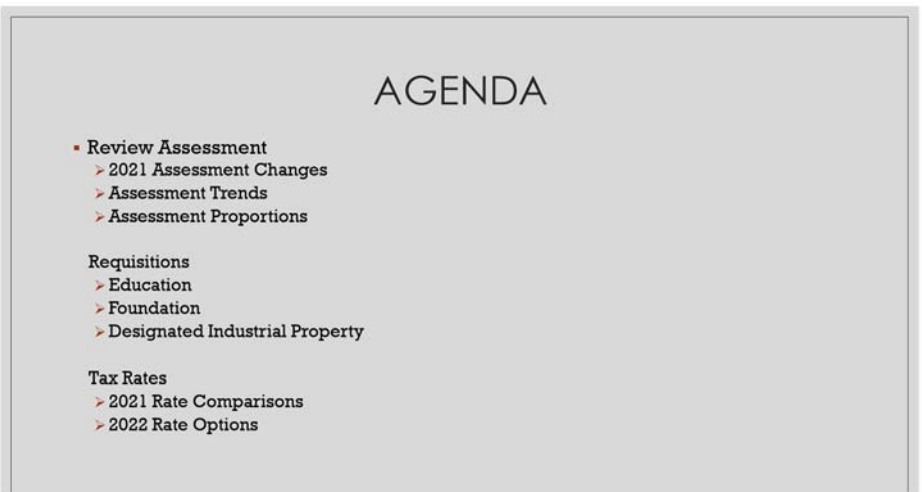 AGENDA
Review Assessment
2021 Assessment Changes
Assessment Trends
Assessment Proportions
Requisitions
Education
Foundation
Designated Industrial Property
Tax Rates
2021 Rate Comparisons
2022 Rate Options